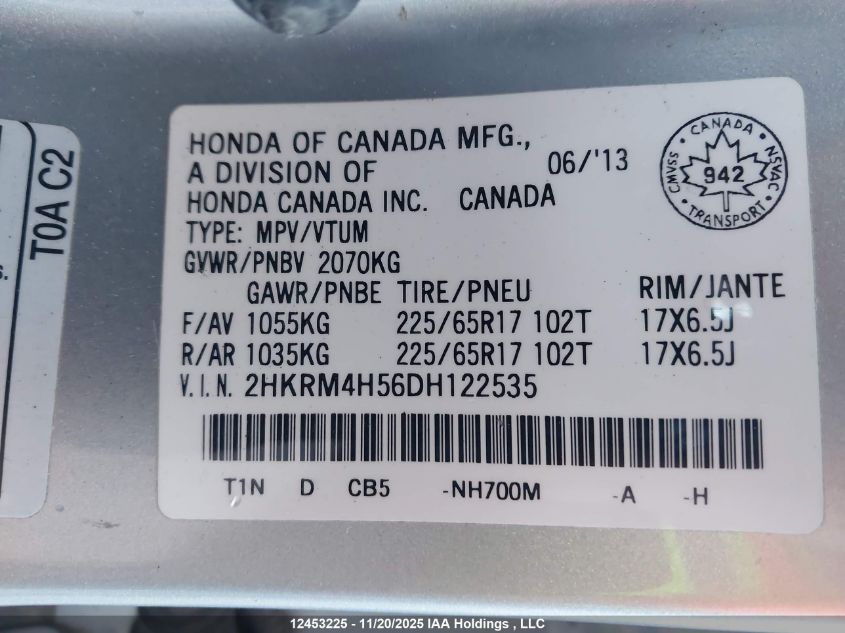 T0A C2
s.
HONDA OF CANADA MFG.,
A DIVISION OF
HONDA CANADA INC. CANADA
06/'13
CANADA
CMVSS 942 NSVAC
TRANSPORT
TYPE: MPV/VTUM
GVWR/PNBV 2070KG
GAWR/PNBE TIRE/PNEU RIM/JANTE
F/AV 1055KG 225/65R17 102T 17X6.5J
R/AR 1035KG 225/65R17 102T 17X6.5J
V.I.N. 2HKRM4H56DH122535
T1N D CB5 -NH700M -A -H
12453225 - 11/20/2025 IAA Holdings , LLC